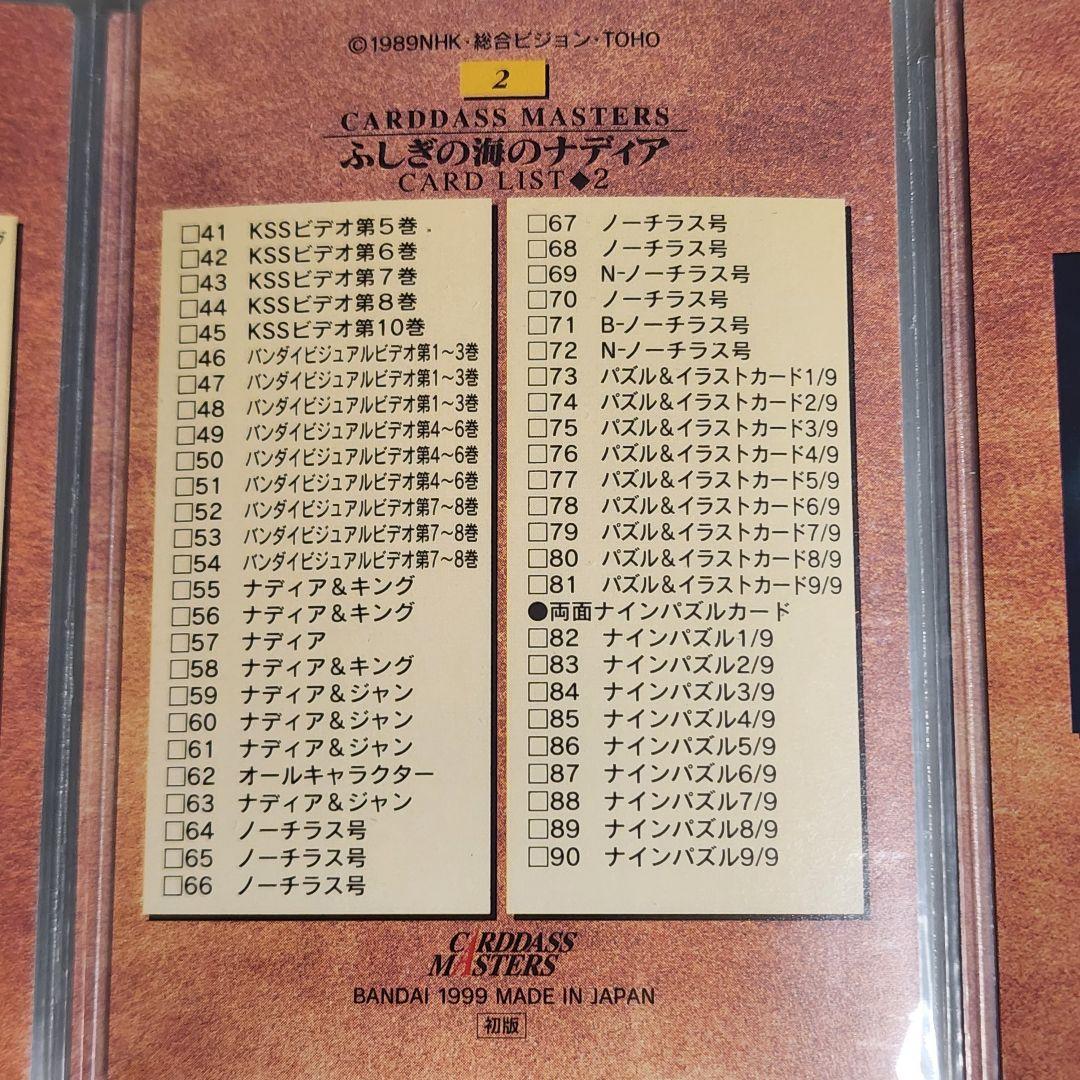 ©1989NHK・総合ビジョン・TOHO
2
CARDDASS MASTERS
ふしぎの海のナディア
CARD LIST◆2
□41 KSSビデオ第5巻
□42 KSSビデオ第6巻
□43 KSSビデオ第7巻
□44 KSSビデオ第8巻
□45 KSSビデオ第10巻
□46 バンダイビジュアルビデオ第1～3巻
□47 バンダイビジュアルビデオ第1～3巻
□48 バンダイビジュアルビデオ第1～3巻
□49 バンダイビジュアルビデオ第4～6巻
□50 バンダイビジュアルビデオ第4～6巻
□51 バンダイビジュアルビデオ第4～6巻
□52 バンダイビジュアルビデオ第7～8巻
□53 バンダイビジュアルビデオ第7～8巻
□54 バンダイビジュアルビデオ第7～8巻
□55 ナディア&キング
□56 ナディア&キング
□57 ナディア
□58 ナディア&キング
□59 ナディア&ジャン
□60 ナディア&ジャン
□61 ナディア&ジャン
□62 オールキャラクター
□63 ナディア&ジャン
□64 ノーチラス号
□65 ノーチラス号
□66 ノーチラス号
□67 ノーチラス号
□68 ノーチラス号
□69 N-ノーチラス号
□70 ノーチラス号
□71 B-ノーチラス号
□72 N-ノーチラス号
□73 パズル&イラストカード1/9
□74 パズル&イラストカード2/9
□75 パズル&イラストカード3/9
□76 パズル&イラストカード4/9
□77 パズル&イラストカード5/9
□78 パズル&イラストカード6/9
□79 パズル&イラストカード7/9
□80 パズル&イラストカード8/9
□81 パズル&イラストカード9/9
●両面ナインパズルカード
□82 ナインパズル1/9
□83 ナインパズル2/9
□84 ナインパズル3/9
□85 ナインパズル4/9
□86 ナインパズル5/9
□87 ナインパズル6/9
□88 ナインパズル7/9
□89 ナインパズル8/9
□90 ナインパズル9/9
CARDDASS
MASTERS
BANDAI 1999 MADE IN JAPAN
初版